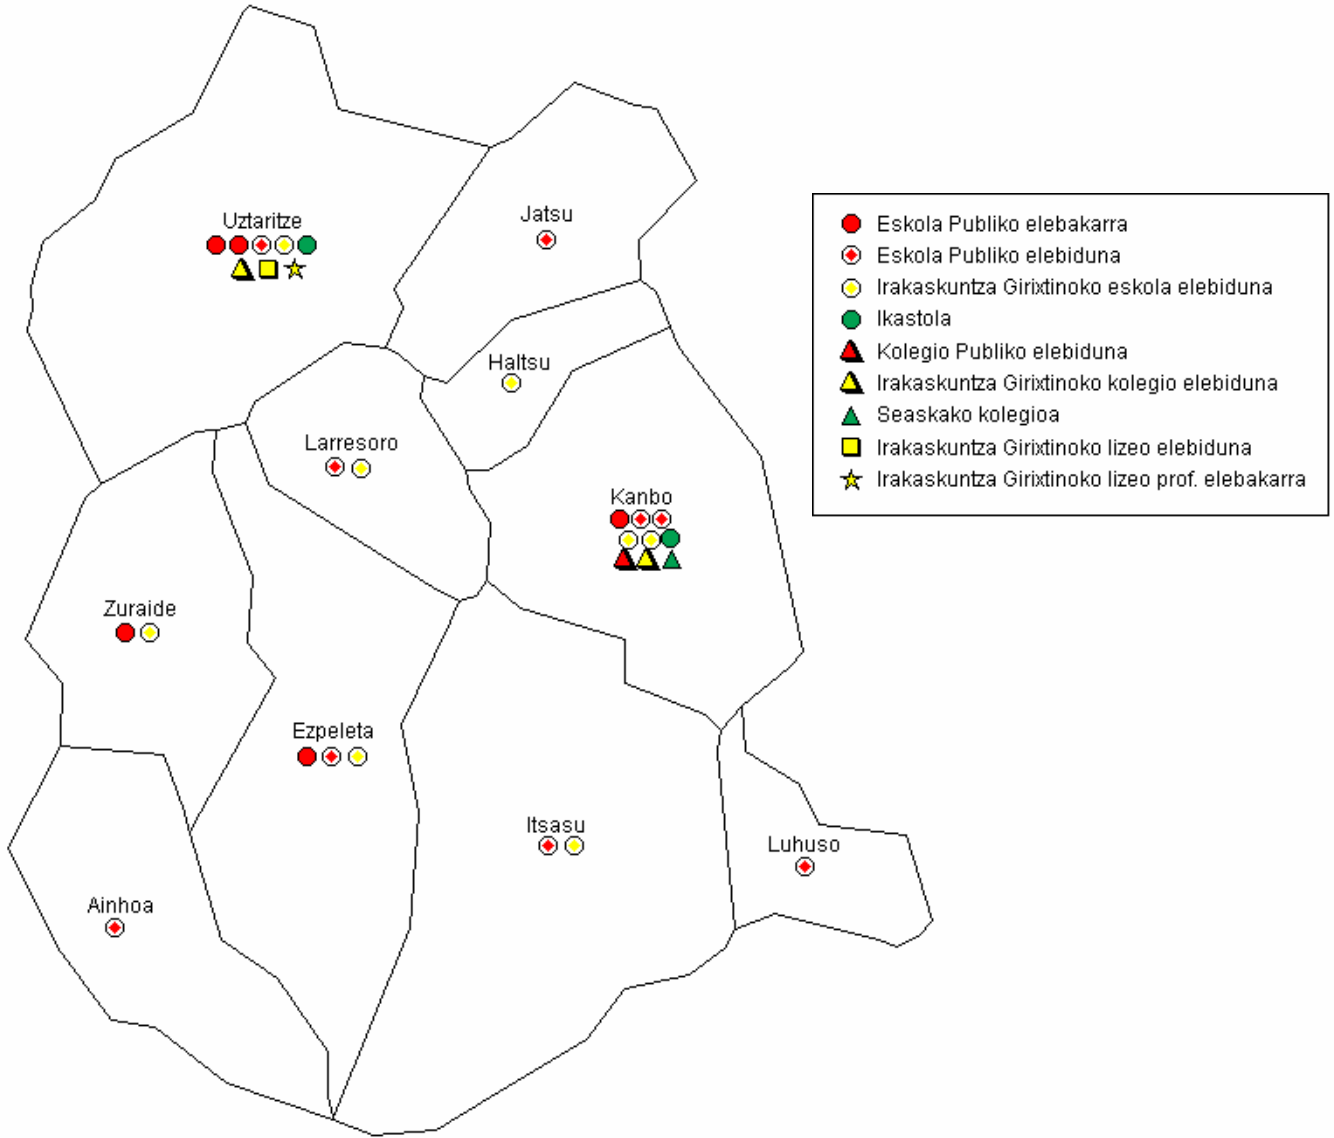 Uztaritze
Jatsu
Haltsu
Larresoro
Kanbo
Zuraide
Ezpeleta
Itsasu
Luhuso
Ainhoa
Eskola Publiko elebakarra
Eskola Publiko elebiduna
Irakaskuntza Girixtinoko eskola elebiduna
Ikastola
Kolegio Publiko elebiduna
Irakaskuntza Girixtinoko kolegio elebiduna
Seaskako kolegioa
Irakaskuntza Girixtinoko lizeo elebiduna
Irakaskuntza Girixtinoko lizeo prof. elebakarra